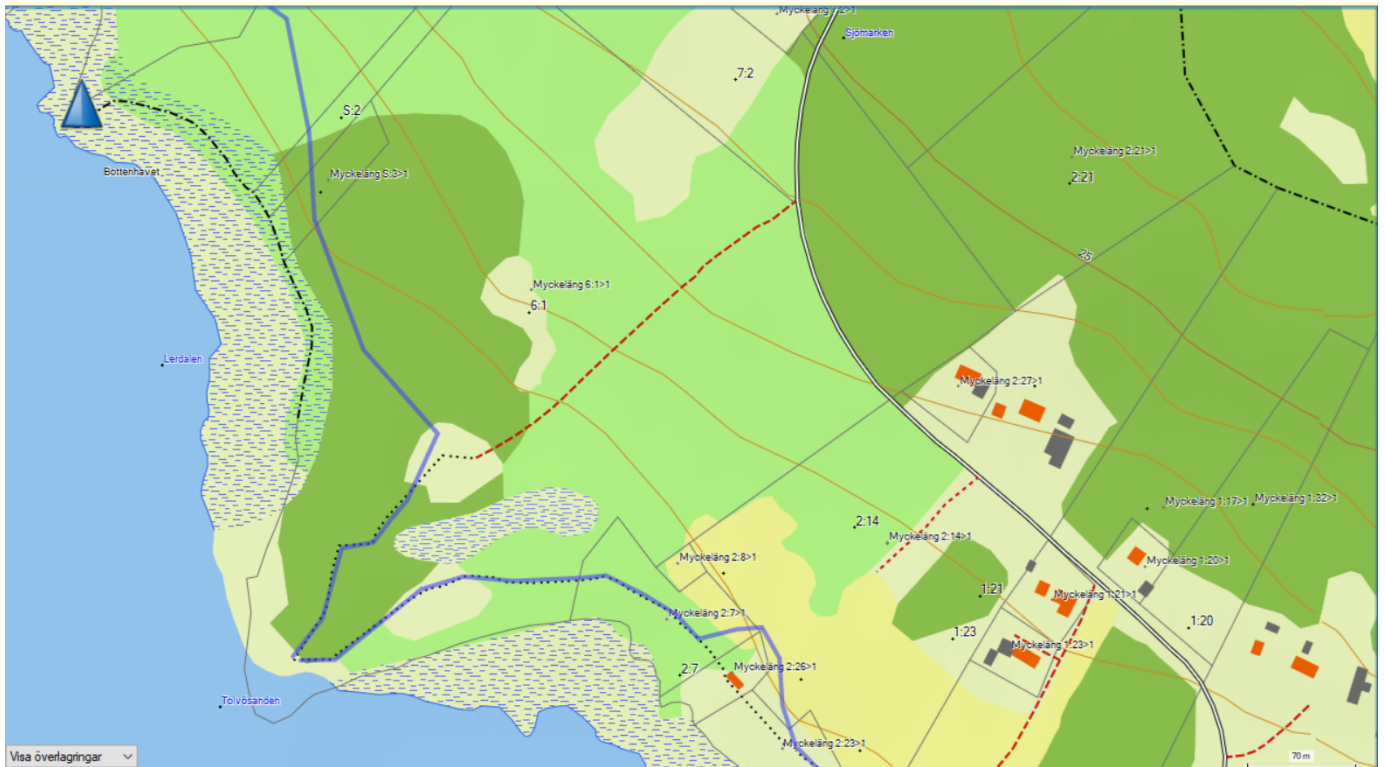 Myckeläng 7:2>1
Sjömarken
7:2
S:2
Myckeläng 2:21>1
Bottenhavet
Myckeläng S:3>1
2:21
25
Myckeläng 6:1>1
6:1
Lerdalen
Myckeläng 2:27>1
Myckeläng 1:17>1
Myckeläng 1:32>1
2:14
Myckeläng 2:14>1
Myckeläng 2:8>1
Myckeläng 1:20>1
1:21
Myckeläng 1:21>1
Myckeläng 2:7>1
1:20
1:23
Myckeläng 1:23>1
2:7
Myckeläng 2:26>1
Tolvösanden
Myckeläng 2:23>1
Visa överlagringar
70 m